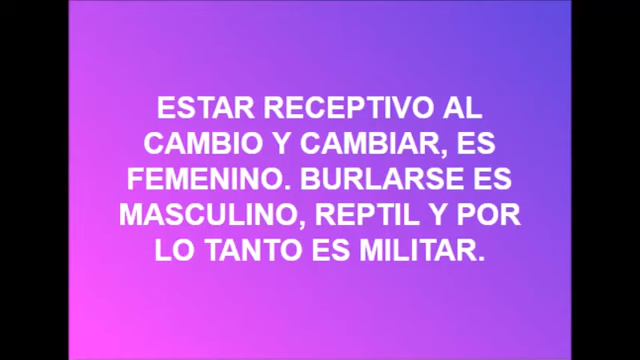 ESTAR RECEPTIVO AL
CAMBIO Y CAMBIAR, ES
FEMENINO. BURLARSE ES
MASCULINO, REPTIL Y POR
LO TANTO ES MILITAR.